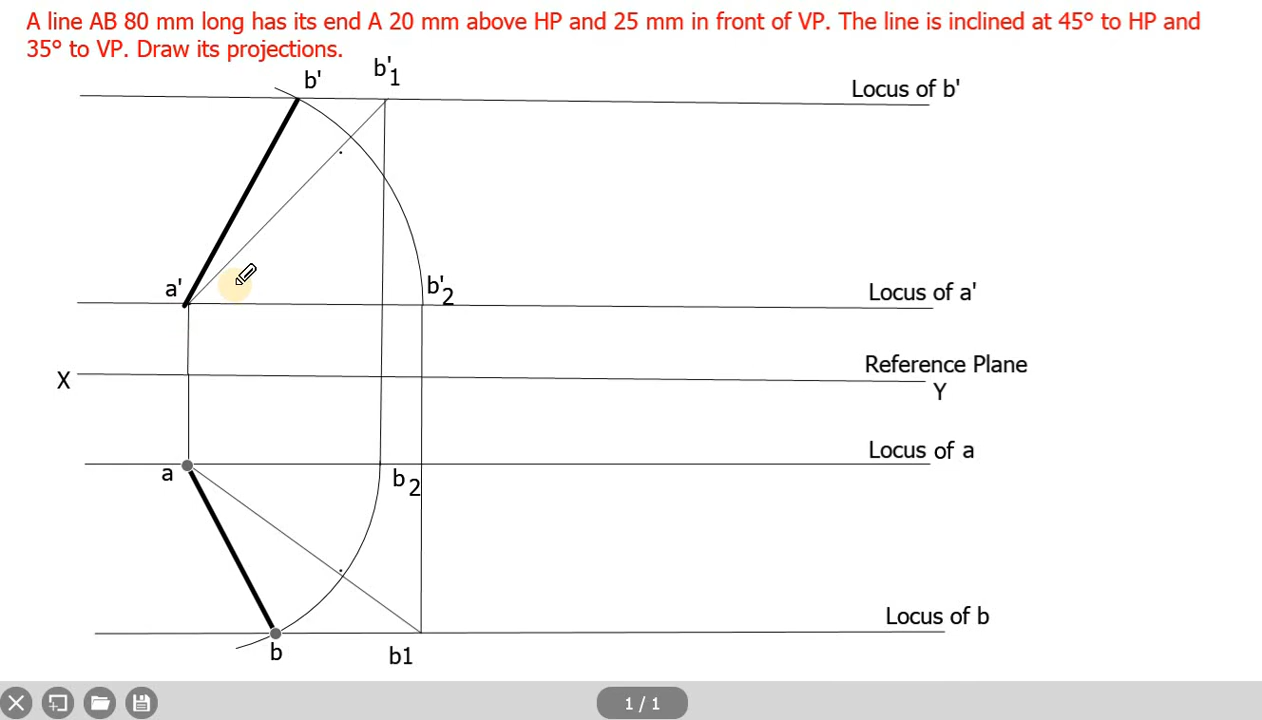 A line AB 80 mm long has its end A 20 mm above HP and 25 mm in front of VP. The line is inclined at 45° to HP and
35° to VP. Draw its projections.
b'
b'1
Locus of b'
a'
b'2
Locus of a'
Reference Plane
X
Y
Locus of a
a
b2
Locus of b
b
b1
1 / 1